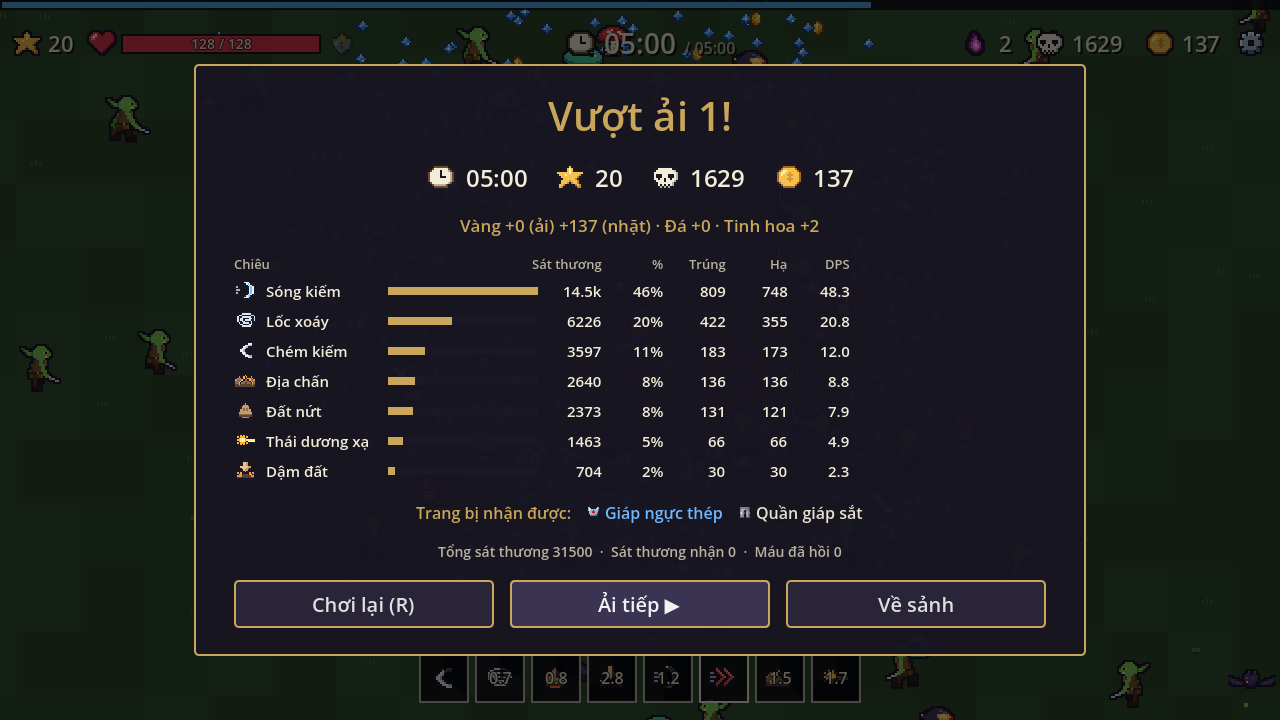 20 128 / 128 05:00 / 05:00 2 1629 137
Vượt ải 1!
05:00 20 1629 137
Vàng +0 (ải) +137 (nhặt) · Đá +0 · Tinh hoa +2
Chiêu Sát thương % Trúng Hạ DPS
Sóng kiếm 14.5k 46% 809 748 48.3
Lốc xoáy 6226 20% 422 355 20.8
Chém kiếm 3597 11% 183 173 12.0
Địa chấn 2640 8% 136 136 8.8
Đất nứt 2373 8% 131 121 7.9
Thái dương xạ 1463 5% 66 66 4.9
Dậm đất 704 2% 30 30 2.3
Trang bị nhận được: Giáp ngực thép Quần giáp sắt
Tổng sát thương 31500 · Sát thương nhận 0 · Máu đã hồi 0
Chơi lại (R) Ải tiếp ▶ Về sảnh
0.7 0.8 2.8 1.2 1.5 1.7